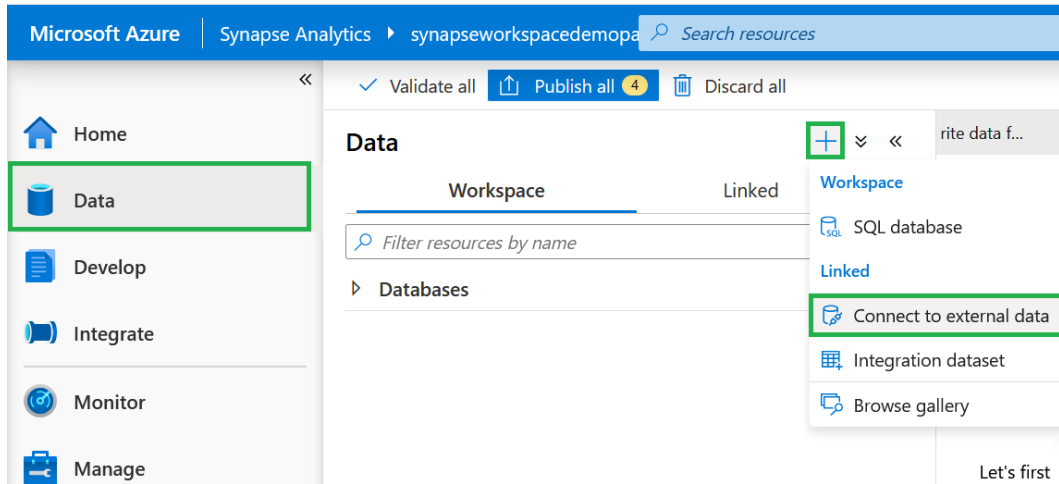 Microsoft Azure
Synapse Analytics
synapseworkspacedemopa
Search resources
Validate all
Publish all 4
Discard all
Home
Data
Develop
Integrate
Monitor
Manage
Data
Workspace
Linked
Filter resources by name
Databases
rite data f...
Workspace
SQL
SQL database
Linked
Connect to external data
Integration dataset
Browse gallery
Let's first